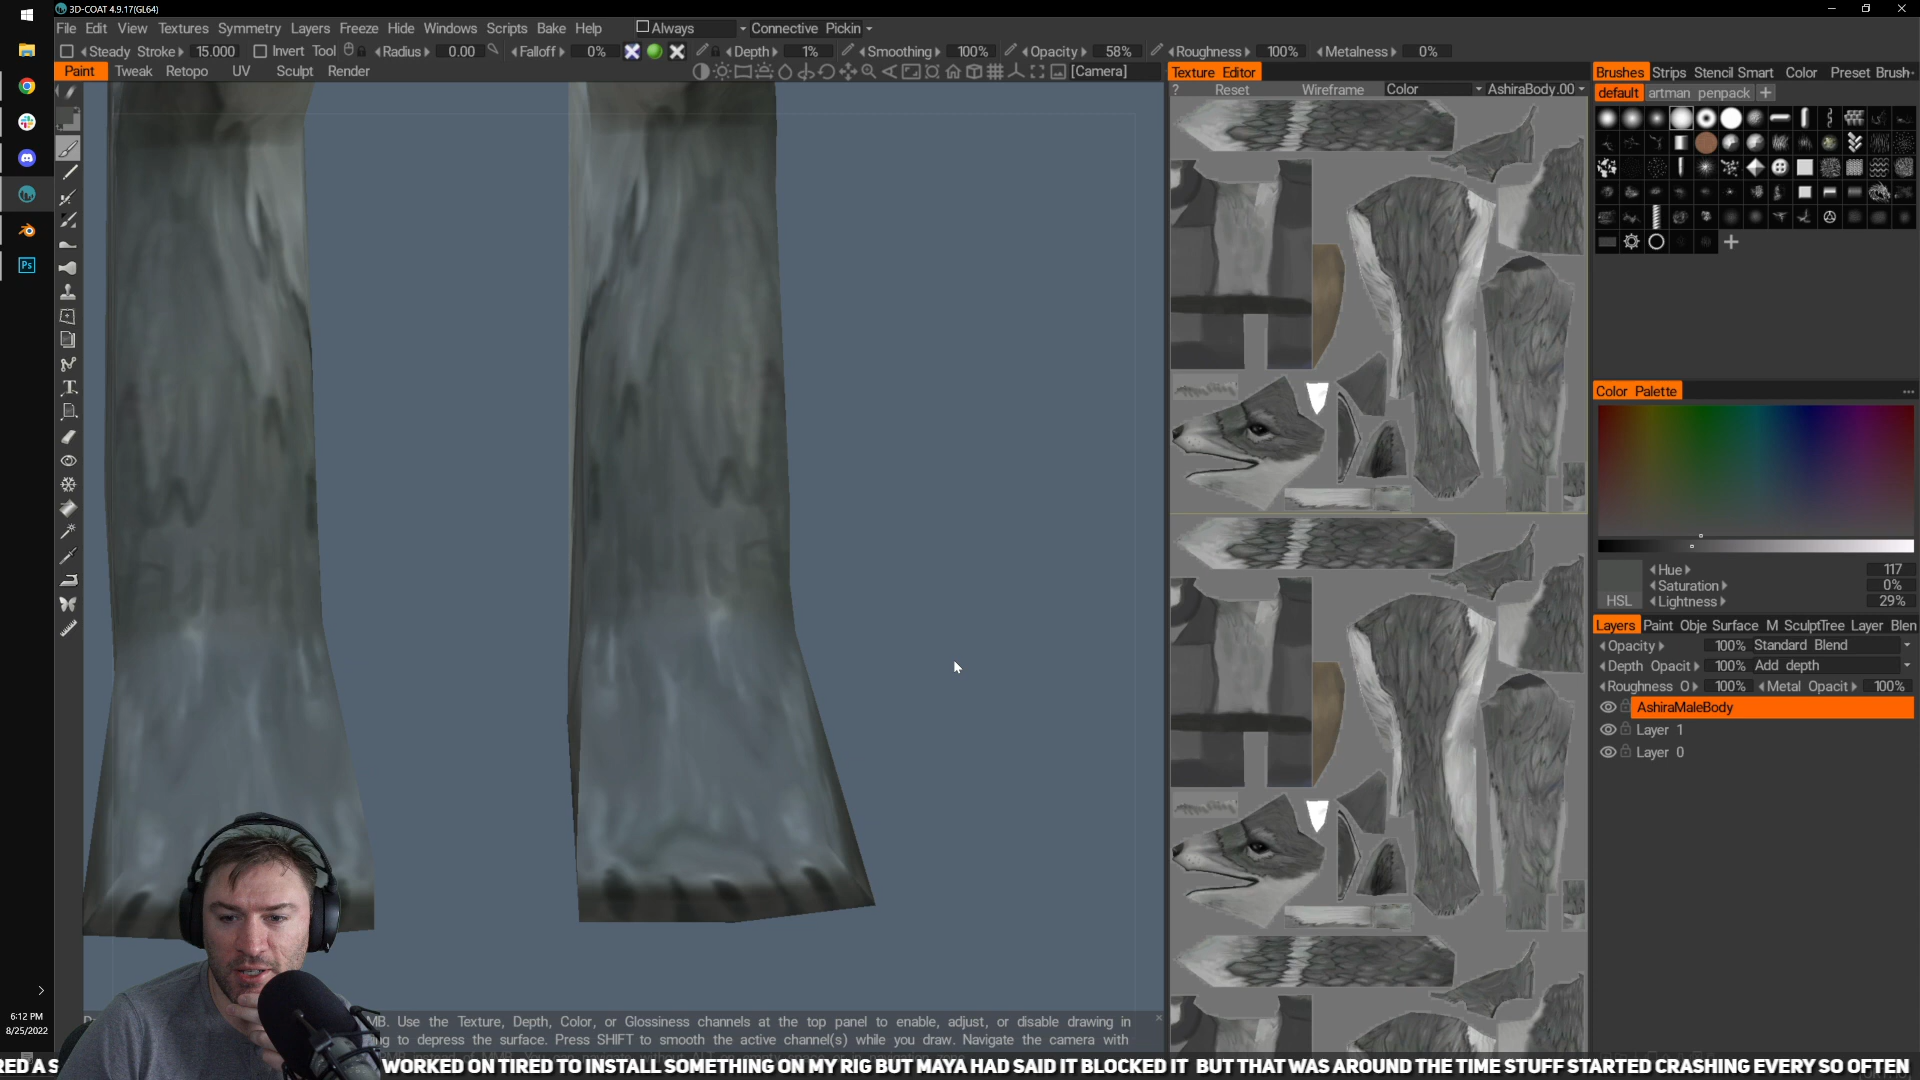 3D-COAT 4.9.17(GL64)
File Edit View Textures Symmetry Layers Freeze Hide Windows Scripts Bake Help Always Connective Pickin
Steady Stroke 15.000 Invert Tool Radius 0.00 Falloff 0% Depth 1% Smoothing 100% Opacity 58% Roughness 100% Metalness 0%
Paint Tweak Retopo UV Sculpt Render [Camera]
Texture Editor
? Reset Wireframe Color AshiraBody.00
Brushes Strips Stencil Smart Color Preset Brush
default artman penpack +
Color Palette
Hue 117
Saturation 0%
HSL Lightness 29%
Layers Paint Obje Surface M SculptTree Layer Blen
Opacity 100% Standard Blend
Depth Opacit 100% Add depth
Roughness O 100% Metal Opacit 100%
AshiraMaleBody
Layer 1
Layer 0
Ps
6:12 PM
8/25/2022
MB. Use the Texture, Depth, Color, or Glossiness channels at the top panel to enable, adjust, or disable drawing in
to depress the surface. Press SHIFT to smooth the active channel(s) while you draw. Navigate the camera with
RED A S WORKED ON TIRED TO INSTALL SOMETHING ON MY RIG BUT MAYA HAD SAID IT BLOCKED IT BUT THAT WAS AROUND THE TIME STUFF STARTED CRASHING EVERY SO OFTEN